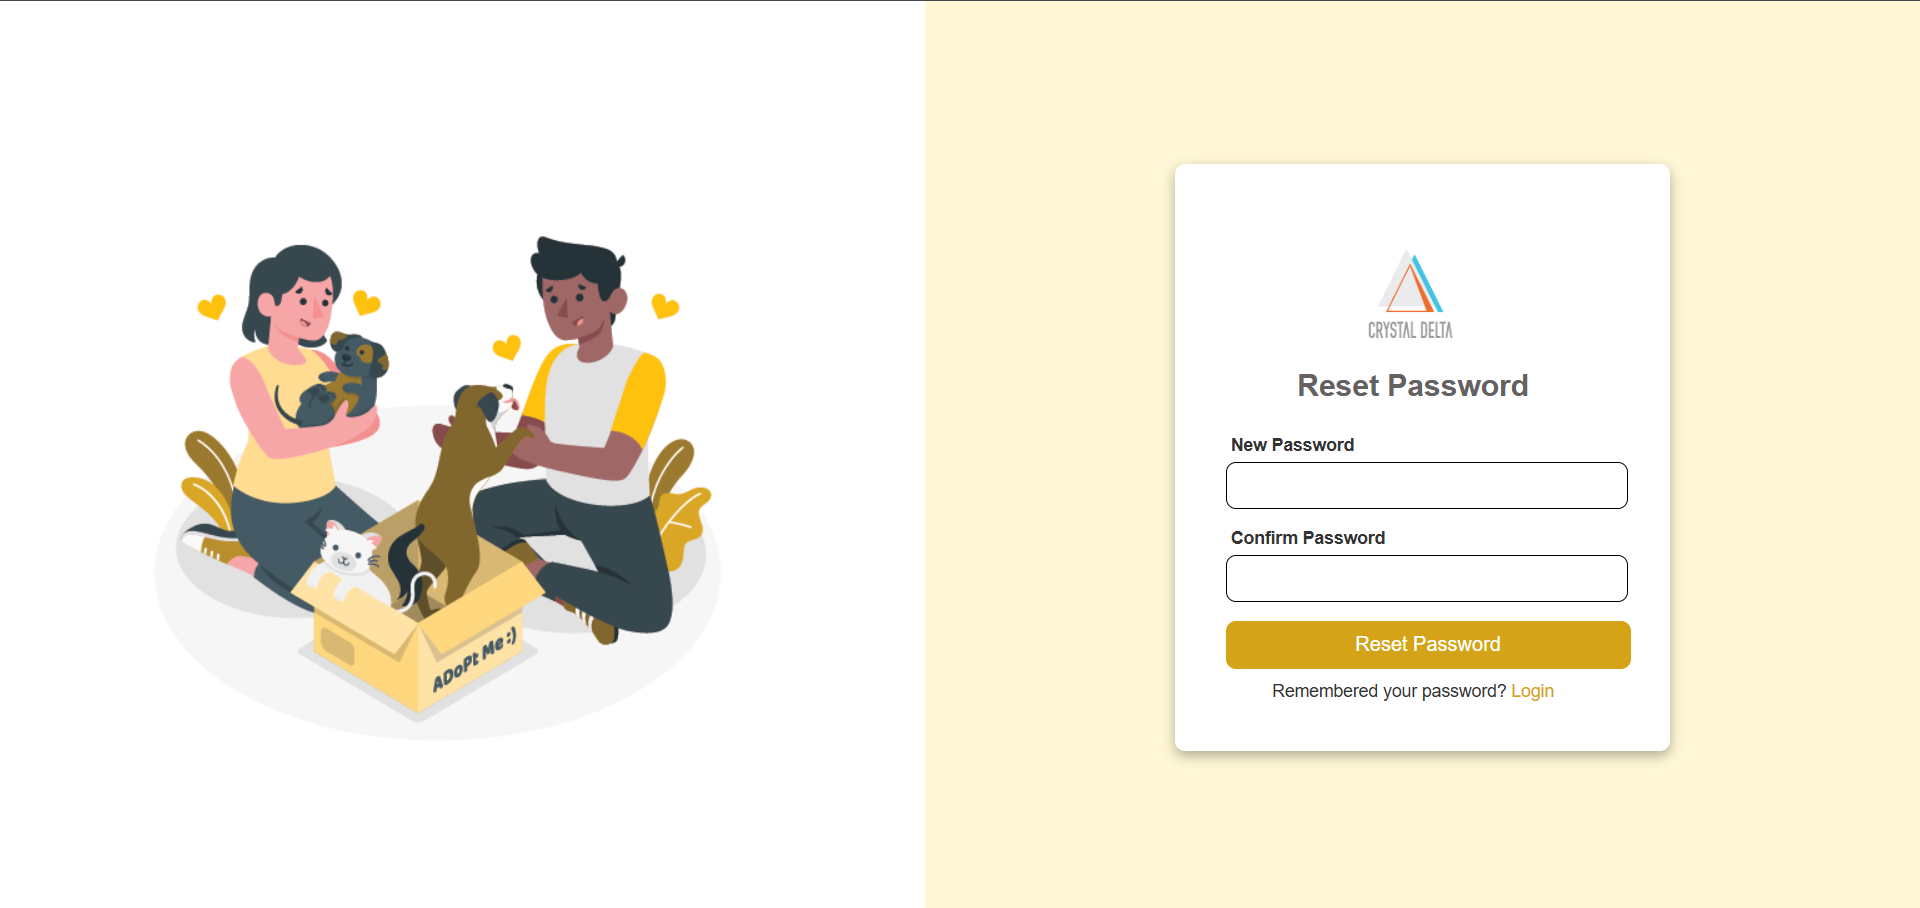 ADoPt Me :)
CRYSTAL DELTA
Reset Password
New Password
Confirm Password
Reset Password
Remembered your password? Login